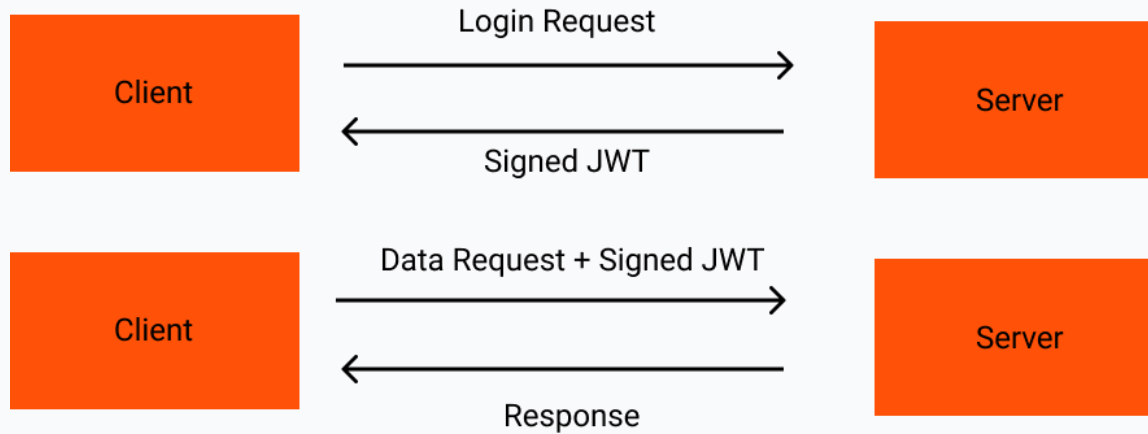 Login Request
Client
Server
Signed JWT
Data Request + Signed JWT
Client
Server
Response